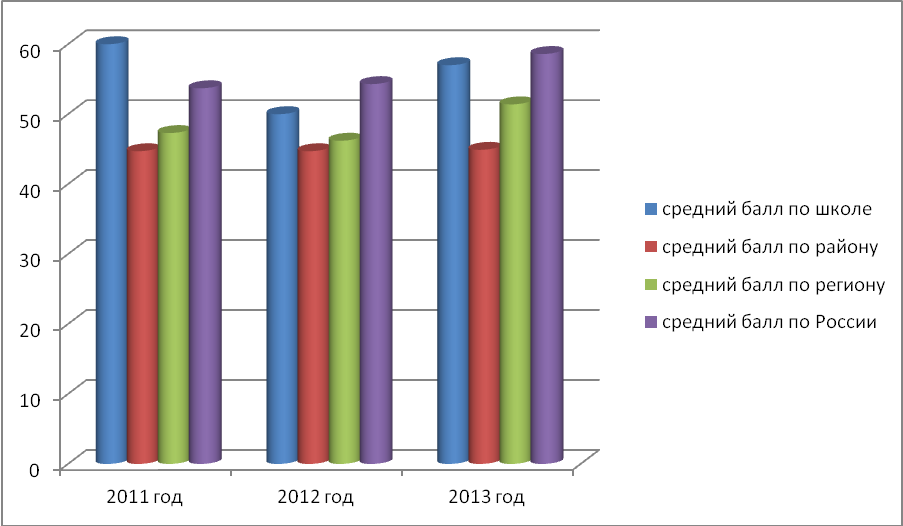 60
50
40
30
20
10
0
2011 год
2012 год
2013 год
средний балл по школе
средний балл по району
средний балл по региону
средний балл по России